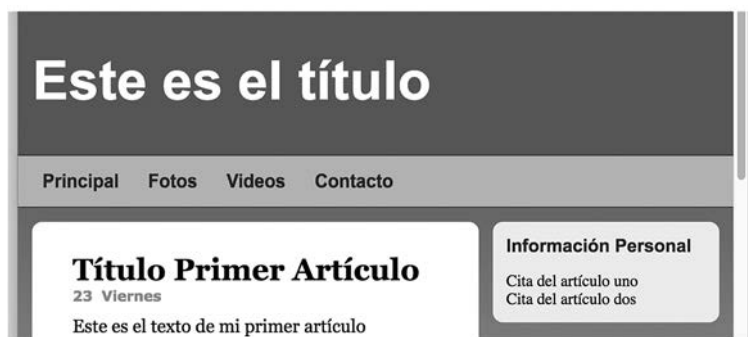 Este es el título
Principal Fotos Videos Contacto
Título Primer Artículo
23 Viernes
Este es el texto de mi primer artículo
Información Personal
Cita del artículo uno
Cita del artículo dos